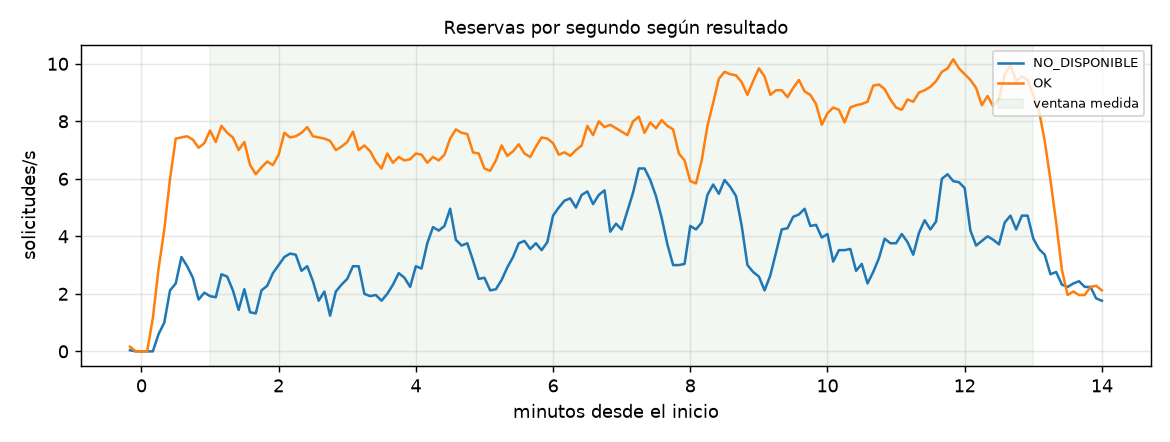 Reservas por segundo según resultado
NO_DISPONIBLE
OK
ventana medida
solicitudes/s
10
8
6
4
2
0
0 2 4 6 8 10 12 14
minutos desde el inicio